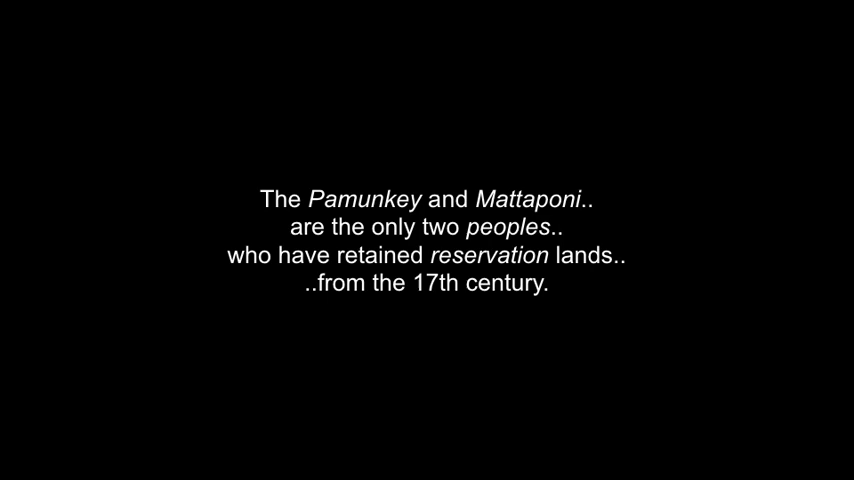 The Pamunkey and Mattaponi..
are the only two peoples..
who have retained reservation lands..
..from the 17th century.